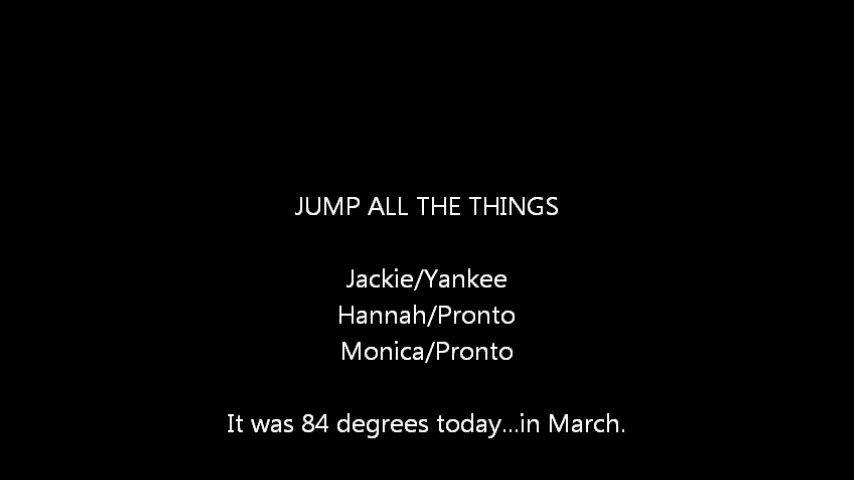 JUMP ALL THE THINGS
Jackie/Yankee
Hannah/Pronto
Monica/Pronto
It was 84 degrees today...in March.